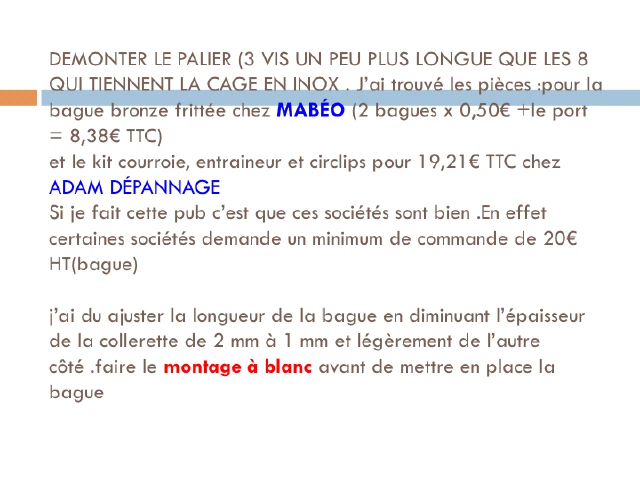 DEMONTER LE PALIER (3 VIS UN PEU PLUS LONGUE QUE LES 8
QUI TIENNENT LA CAGE EN INOX . J’ai trouvé les pièces :pour la
bague bronze frittée chez MABÉO (2 bagues x 0,50€ +le port
= 8,38€ TTC)
et le kit courroie, entraineur et circlips pour 19,21€ TTC chez
ADAM DÉPANNAGE
Si je fait cette pub c’est que ces sociétés sont bien .En effet
certaines sociétés demande un minimum de commande de 20€
HT(bague)
j’ai du ajuster la longueur de la bague en diminuant l’épaisseur
de la collerette de 2 mm à 1 mm et légèrement de l’autre
côté .faire le montage à blanc avant de mettre en place la
bague